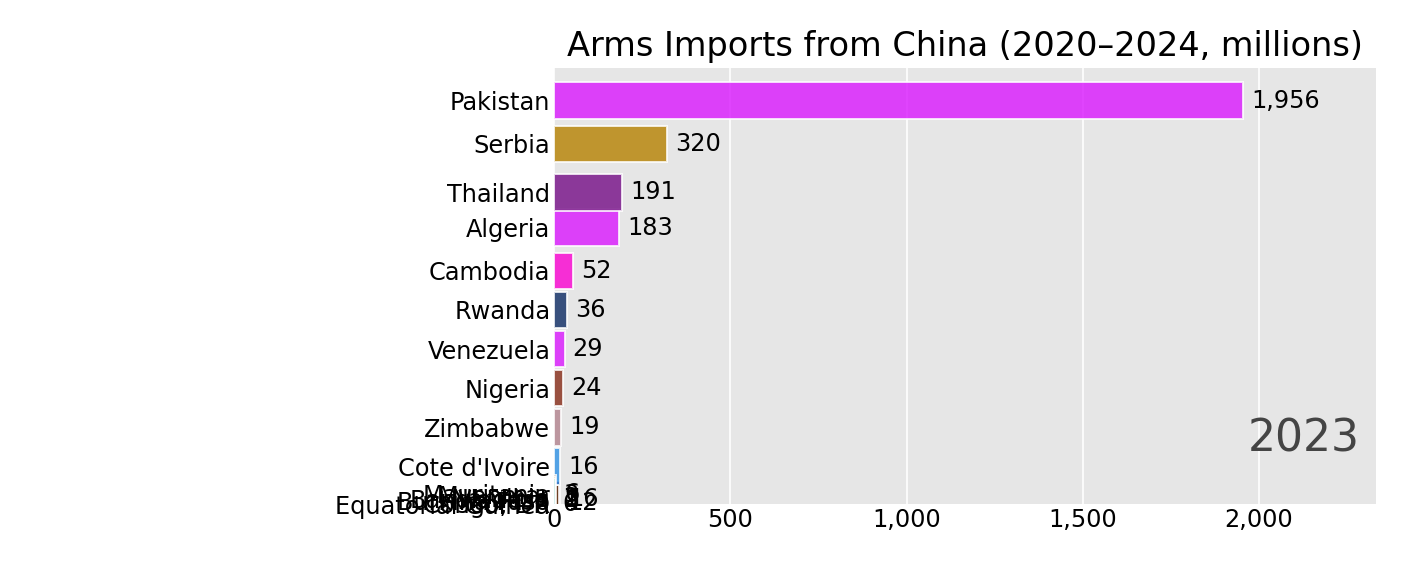 Arms Imports from China (2020–2024, millions)
Pakistan 1,956
Serbia 320
Thailand 191
Algeria 183
Cambodia 52
Rwanda 36
Venezuela 29
Nigeria 24
Zimbabwe 19
2023
Cote d'Ivoire 16
Equatorial Guinea
0 500 1,000 1,500 2,000